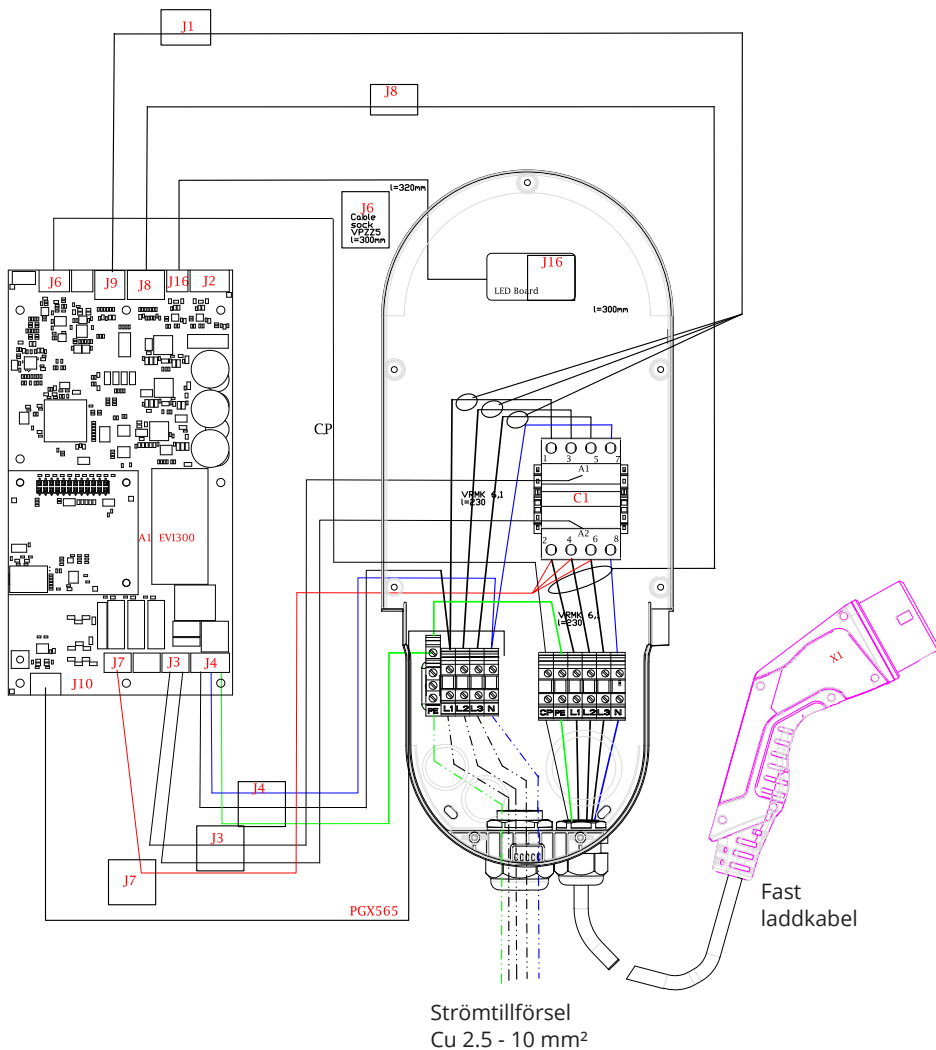 J1
J8
l=320mm
J6
Cable
sock
VPZZ5
l=300mm
J6
J9
J8
J16
J2
J16
LED Board
l=300mm
CP
1
3
5
7
A1
C1
VRMK 6,1
l=230
A1 EVI300
A2
2
4
6
8
VRMK 6,1
l=230
J7
J3
J4
J10
X1
PE
L1
L2
L3
N
CP
PE
L1
L2
L3
N
J4
J3
J7
PGX565
Fast
laddkabel
Strömtillförsel
Cu 2.5 - 10 mm²